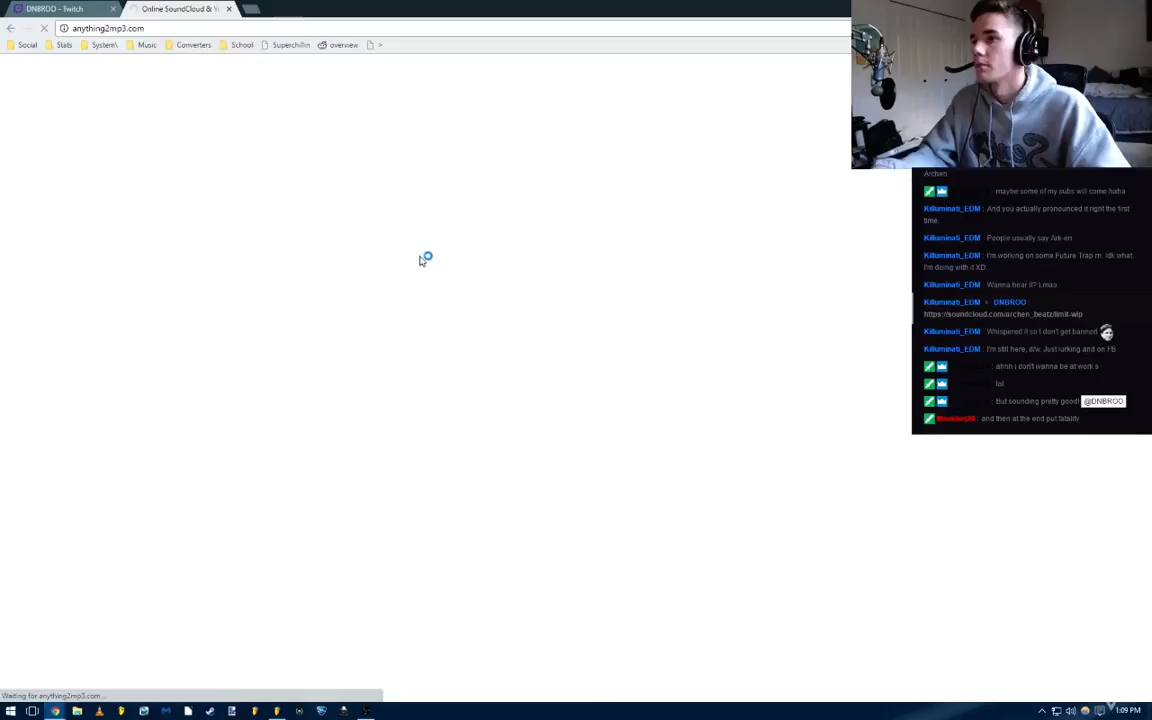 DNBROO - Twitch
Online SoundCloud & Yo
anything2mp3.com
Social
Stats
System\
Music
Converters
School
Superchillin
overview
>
Archen
maybe some of my subs will come haha
Killuminati_EDM : And you actually pronounced it right the first
time.
Killuminati_EDM : People usually say Ark-en
Killuminati_EDM : I'm working on some Future Trap rn. Idk what
I'm doing with it XD.
Killuminati_EDM : Wanna hear it? Lmao
Killuminati_EDM › DNBROO :
https://soundcloud.com/archen_beatz/limit-wip
Killuminati_EDM : Whispered it so I don't get banned
Killuminati_EDM : I'm still here, d/w. Just lurking and on FB
: ahhh i don't wanna be at work s
: lol
: But sounding pretty good! @DNBROO
: and then at the end put fatality
Waiting for anything2mp3.com...
1:09 PM